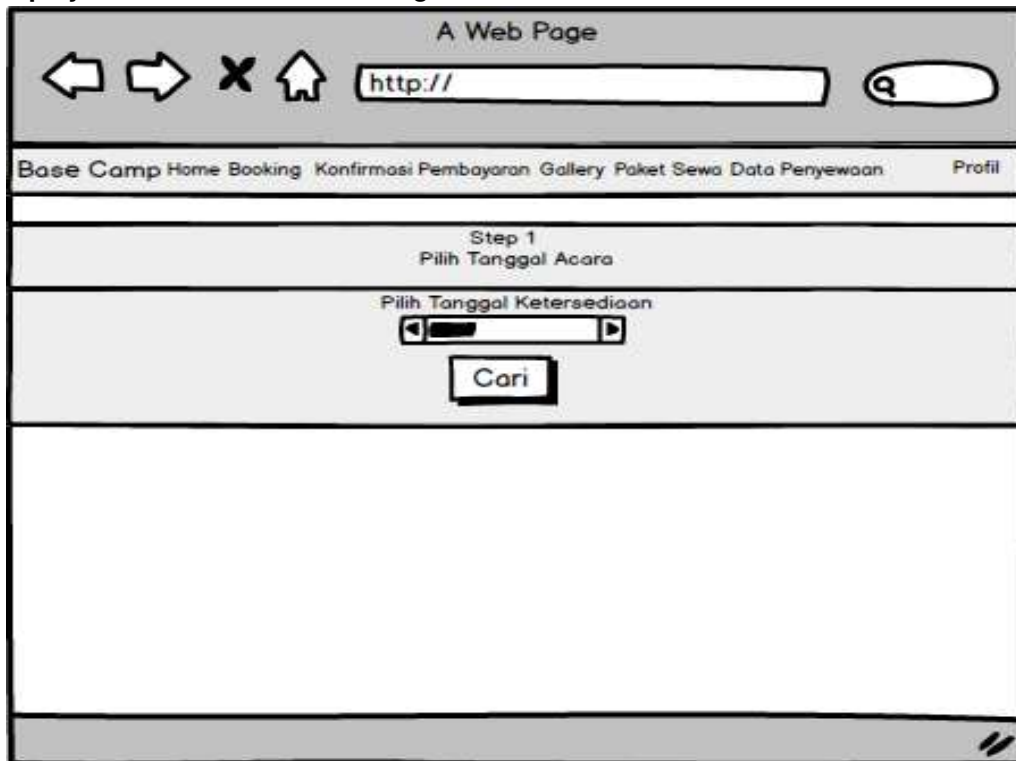 A Web Page
http://
Base Camp Home Booking Konfirmasi Pembayaran Gallery Paket Sewa Data Penyewaan Profil
Step 1
Pilih Tanggal Acara
Pilih Tanggal Ketersediaan
Cari